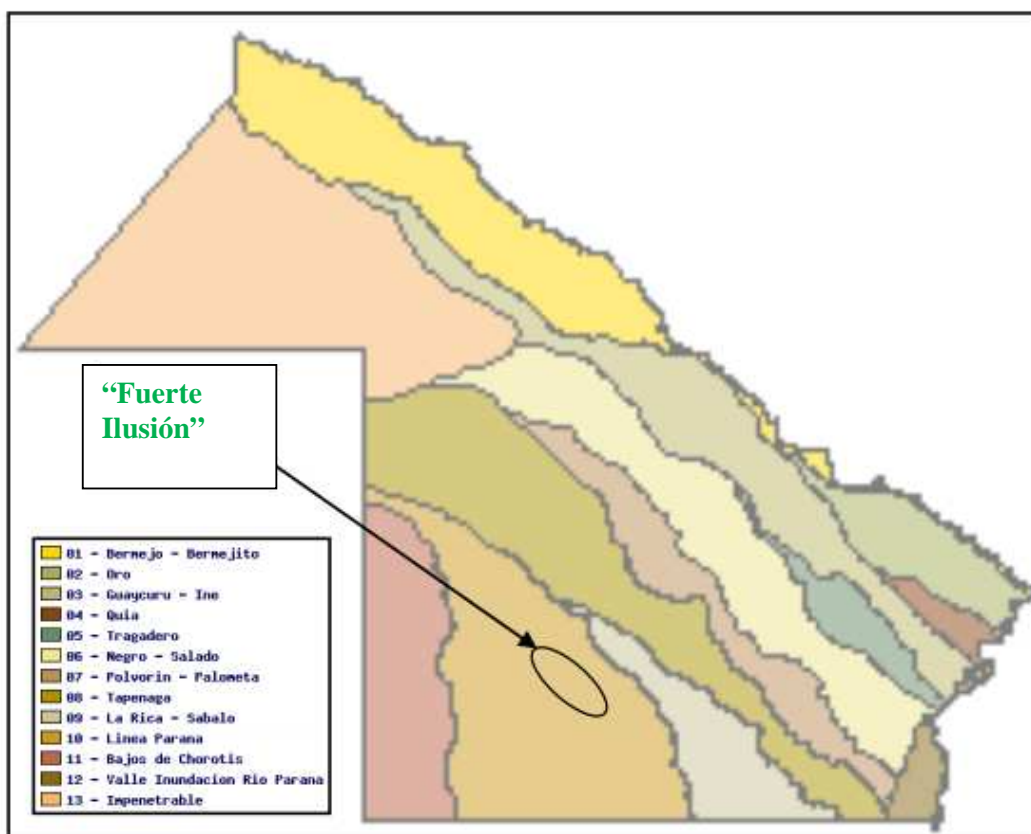 “Fuerte
Ilusión”
01 - Bermejo - Bermejito
02 - Oro
03 - Guaycuru - Ine
04 - Quia
05 - Tragadero
06 - Negro - Salado
07 - Polvorin - Palometa
08 - Tapenaga
09 - La Rica - Sabalo
10 - Linea Parana
11 - Bajos de Chorotis
12 - Valle Inundacion Rio Parana
13 - Impenetrable